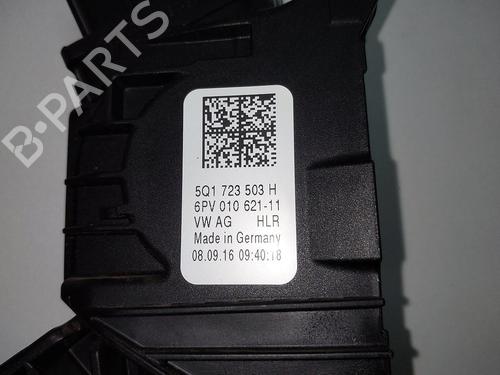 B-PARTS
5Q1 723 503 H
6PV 010 621-11
VW AG HLR
Made in Germany
08.09.16 09:40:18